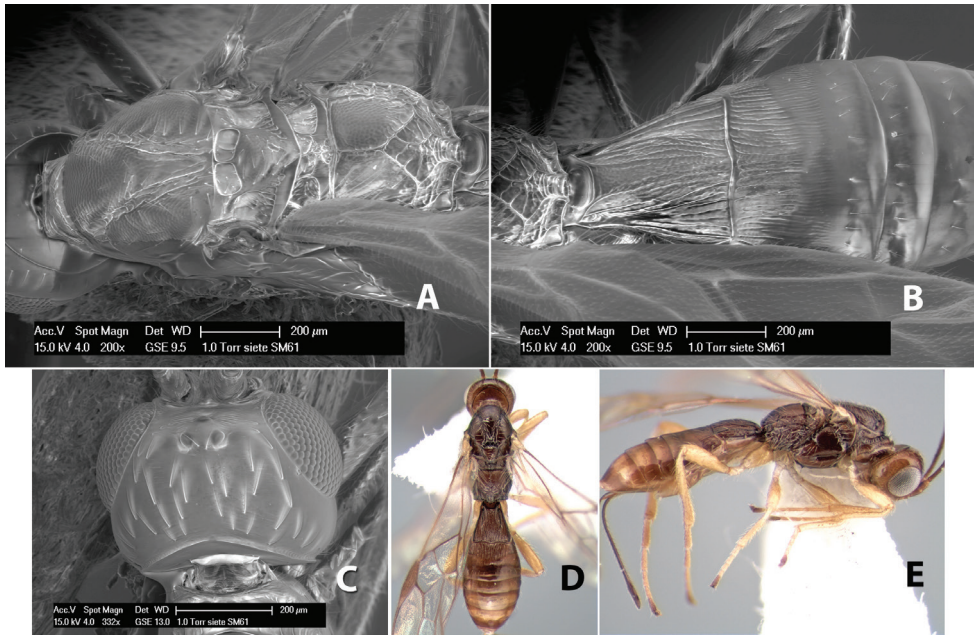 A
Acc.V Spot Magn Det WD 200 µm
15.0 kV 4.0 200x GSE 9.5 1.0 Torr siete SM61
B
Acc.V Spot Magn Det WD 200 µm
15.0 kV 4.0 200x GSE 9.5 1.0 Torr siete SM61
C
Acc.V Spot Magn Det WD 200 µm
15.0 kV 4.0 332x GSE 13.0 1.0 Torr siete SM61
D
E